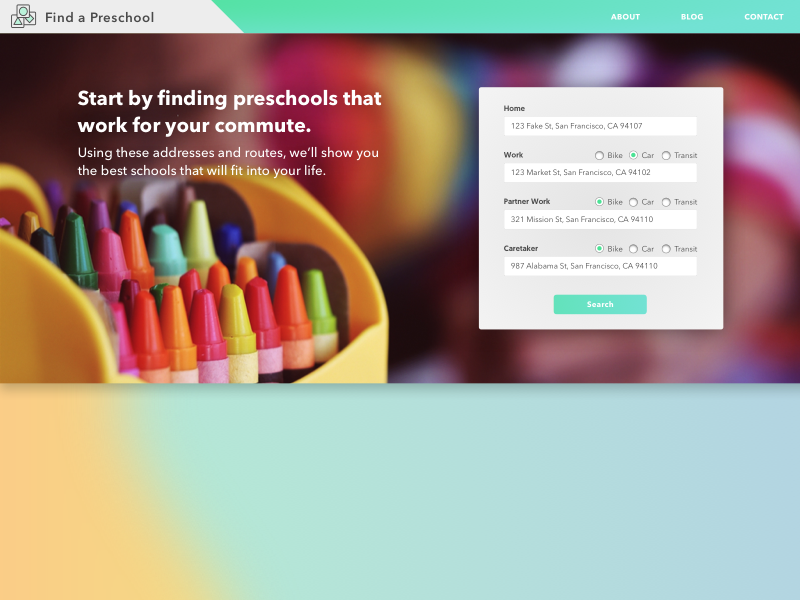 Find a Preschool
ABOUT BLOG CONTACT
Start by finding preschools that
work for your commute.
Using these addresses and routes, we'll show you
the best schools that will fit into your life.
Home
123 Fake St, San Francisco, CA 94107
Work Bike Car Transit
123 Market St, San Francisco, CA 94102
Partner Work Bike Car Transit
321 Mission St, San Francisco, CA 94110
Caretaker Bike Car Transit
987 Alabama St, San Francisco, CA 94110
Search